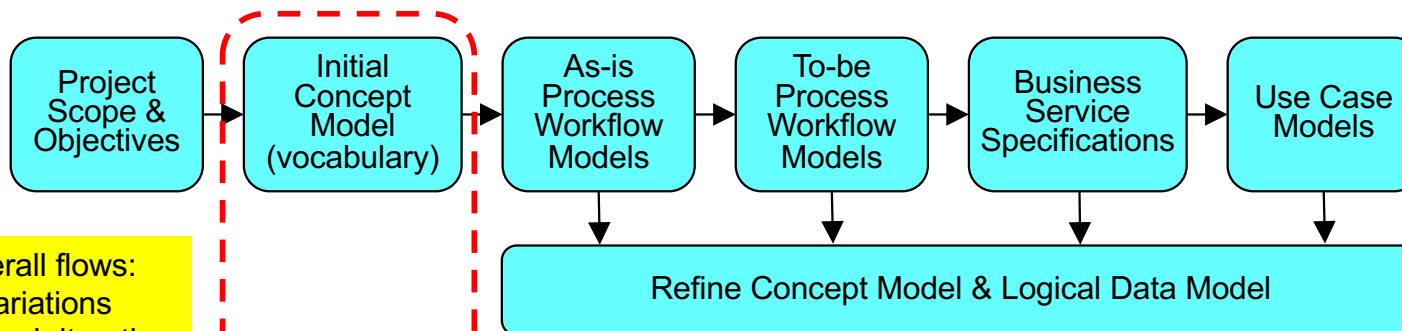 Project
Scope &
Objectives
Initial
Concept
Model
(vocabulary)
As-is
Process
Workflow
Models
To-be
Process
Workflow
Models
Business
Service
Specifications
Use Case
Models
erall flows:
ariations
Refine Concept Model & Logical Data Model